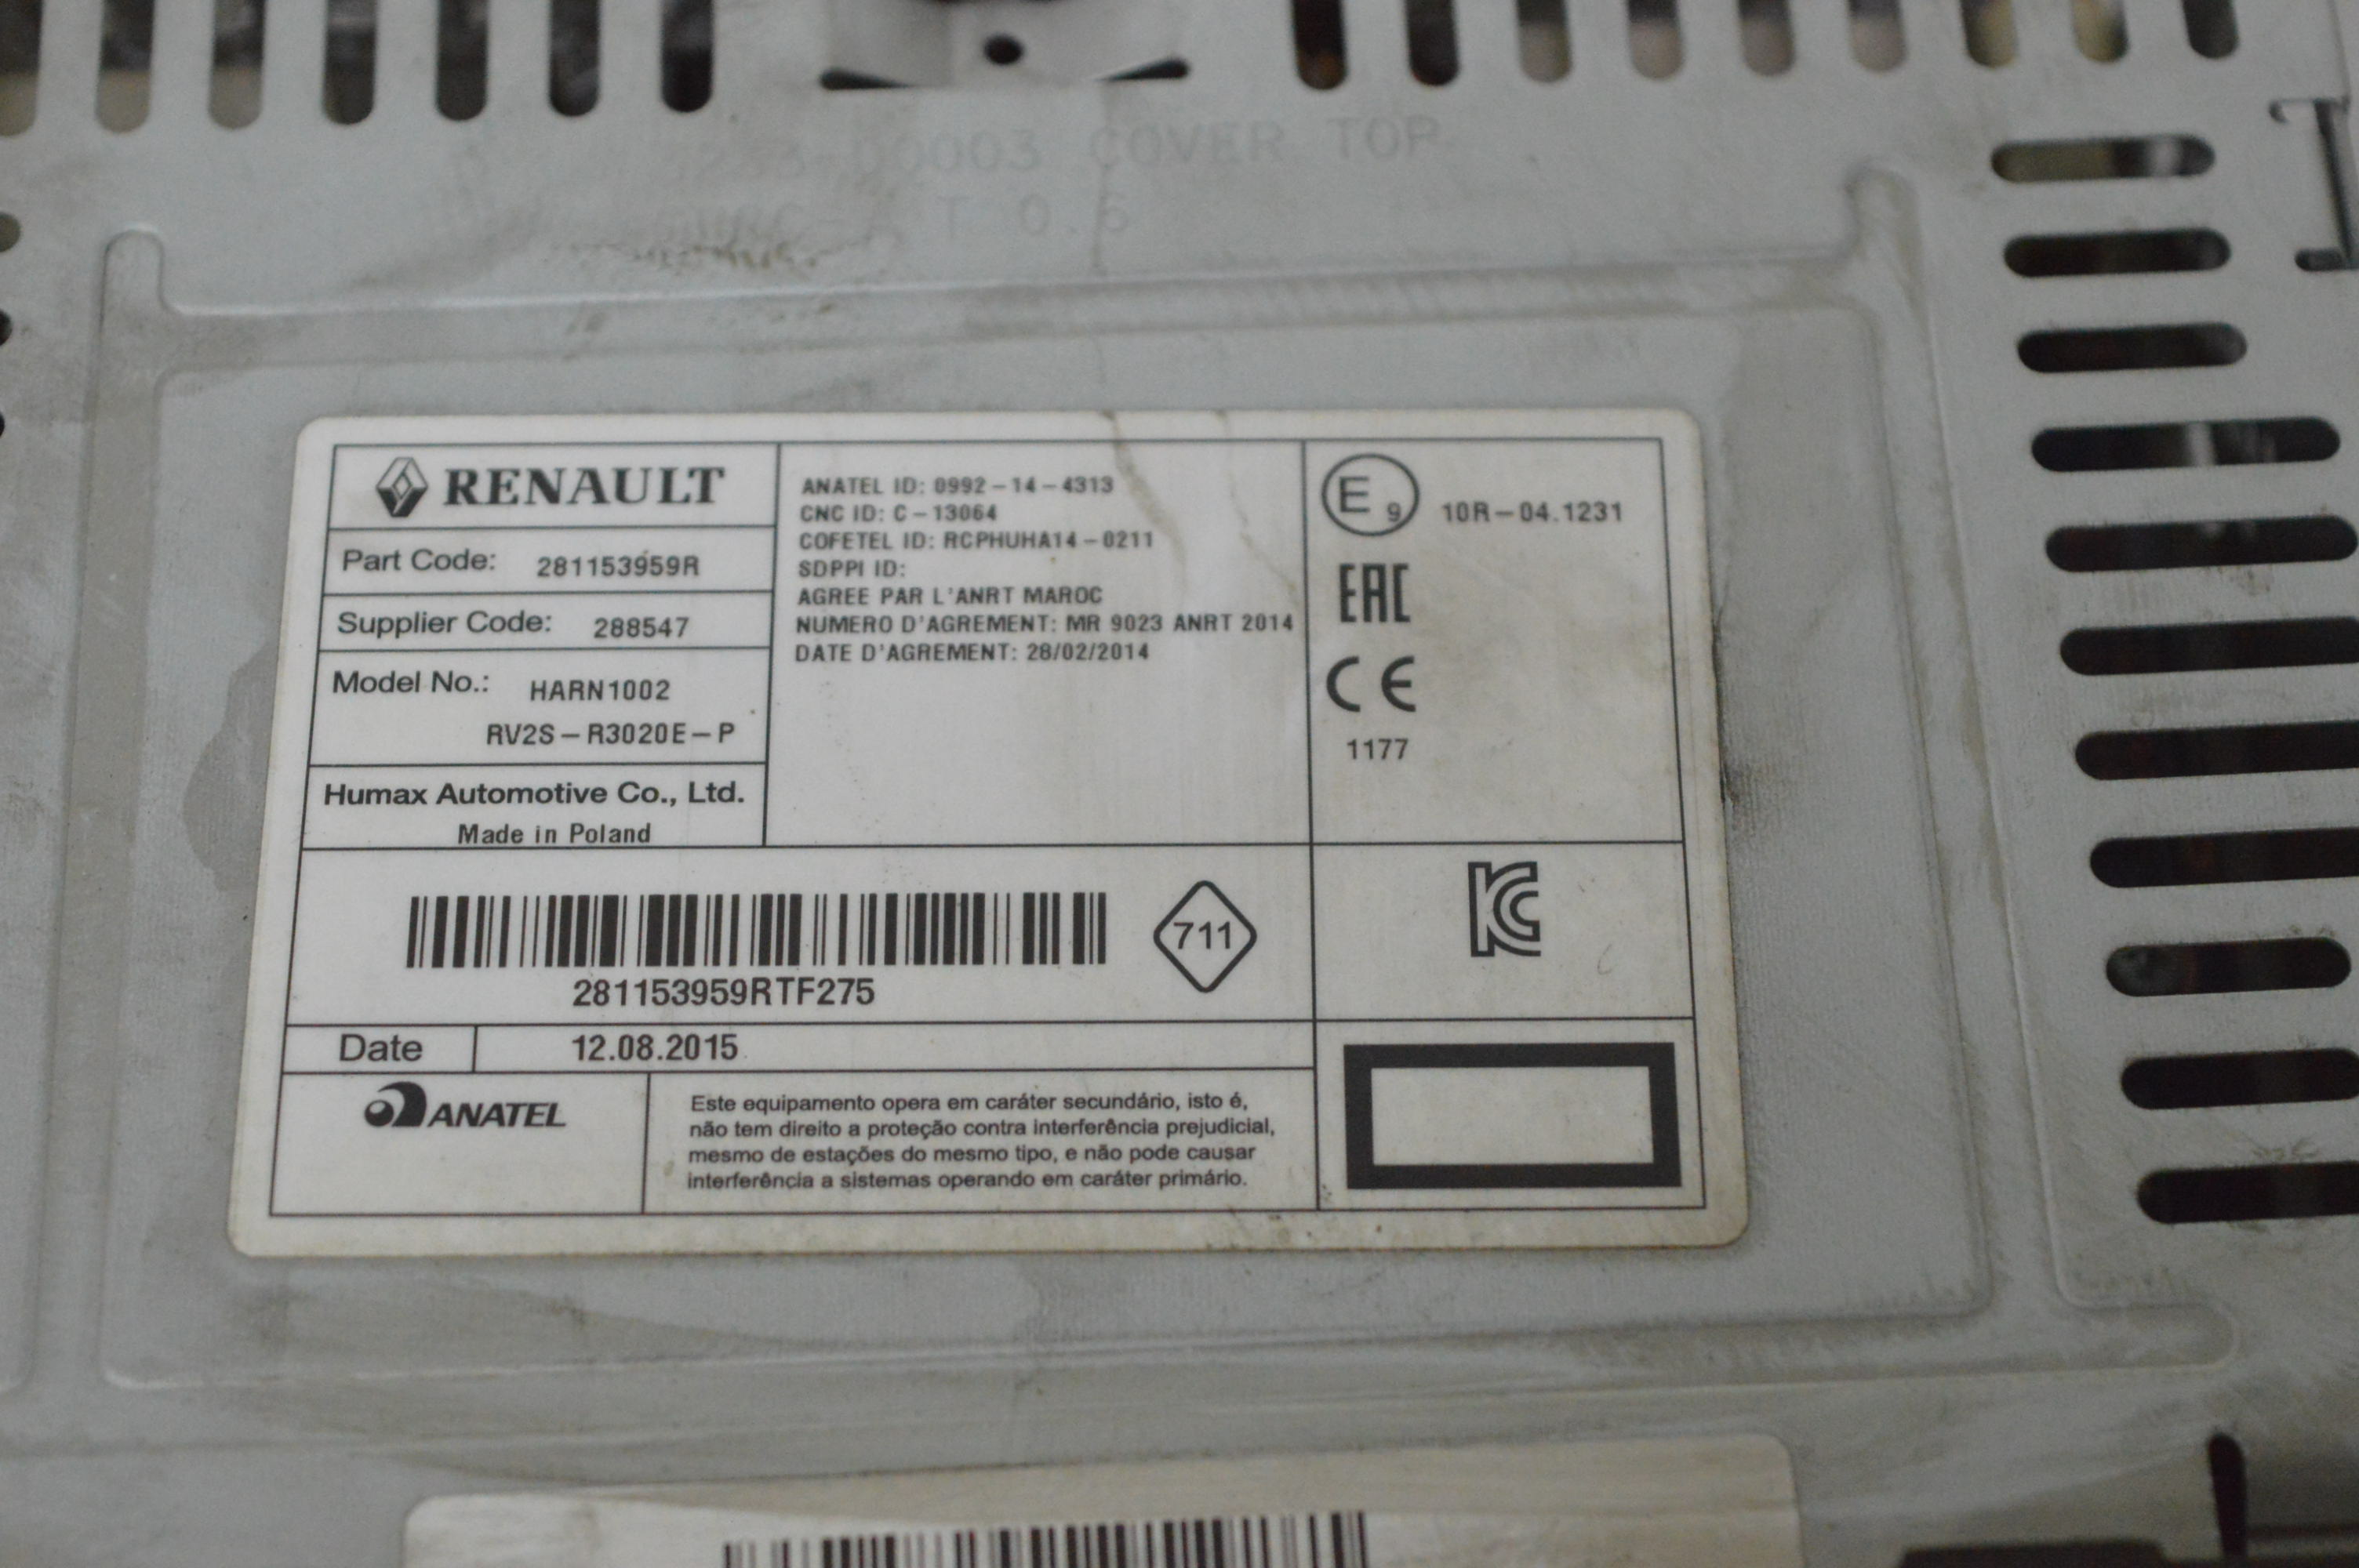 00003 COVER TOP
T 0.6
RENAULT
Part Code: 281153959R
Supplier Code: 288547
Model No.: HARN1002
RV2S-R3020E-P
Humax Automotive Co., Ltd.
Made in Poland
ANATEL ID: 0992-14-4313
CNC ID: C-13064
COFETEL ID: RCPHUHA14-0211
SDPPI ID:
AGREE PAR L'ANRT MAROC
NUMERO D'AGREMENT: MR 9023 ANRT 2014
DATE D'AGREMENT: 28/02/2014
E9 10R-04.1231
EAC
CE
1177
281153959RTF275
711
KC
Date 12.08.2015
ANATEL
Este equipamento opera em caráter secundário, isto é,
não tem direito a proteção contra interferência prejudicial,
mesmo de estações do mesmo tipo, e não pode causar
interferência a sistemas operando em caráter primário.